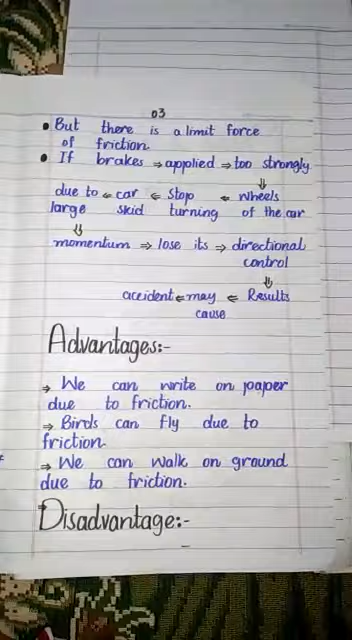 03
• But there is a limit force
of friction.
• If brakes ⇒ applied ⇒ too strongly
⇓
due to ⇐ car ⇐ stop ⇐ wheels
large skid turning of the car
⇓
momentum ⇒ lose its ⇒ directional
control
⇓
accident ⇐ may ⇐ Results
cause
Advantages:-
→ We can write on paper
due to friction.
→ Birds can fly due to
friction.
→ We can walk on ground
due to friction.
Disadvantage:-